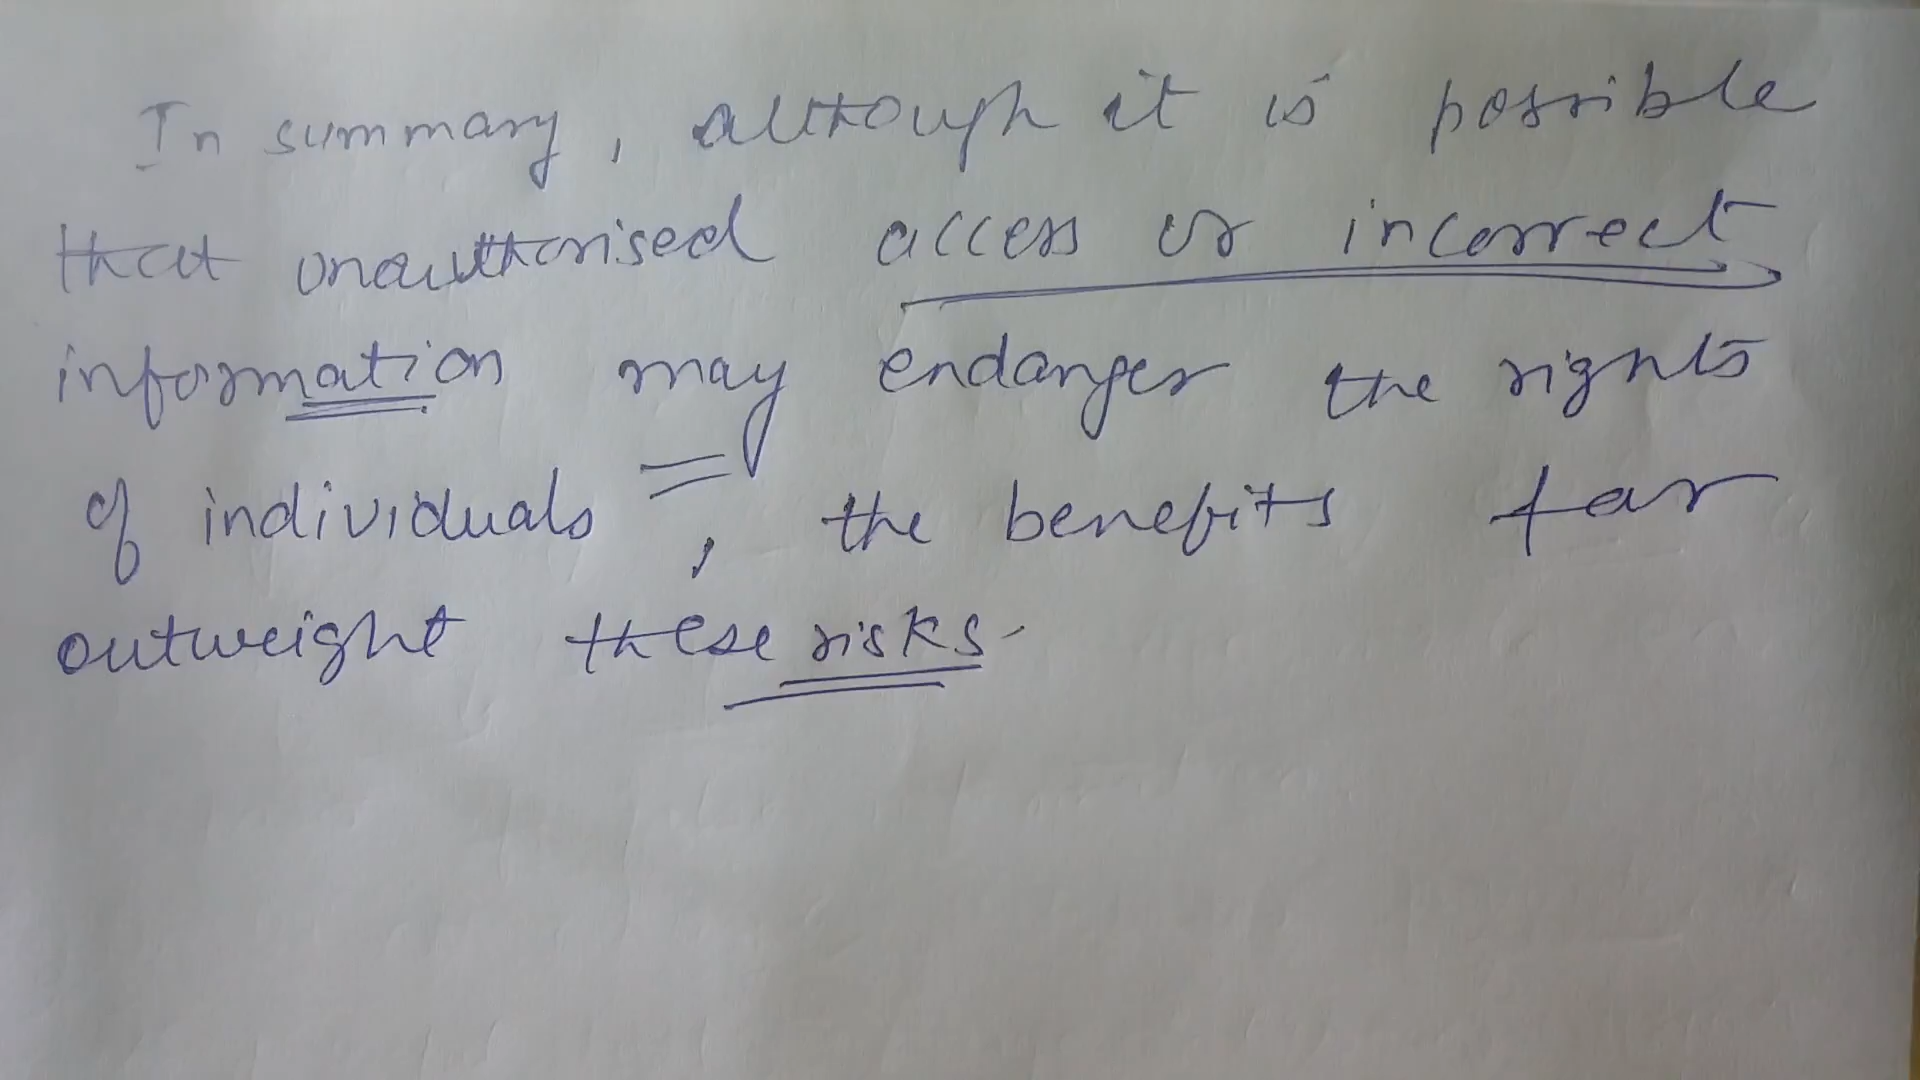 In summary, although it is possible
that unauthorised access or incorrect
information may endanger the rights
of individuals, the benefits far
outweight these risks.